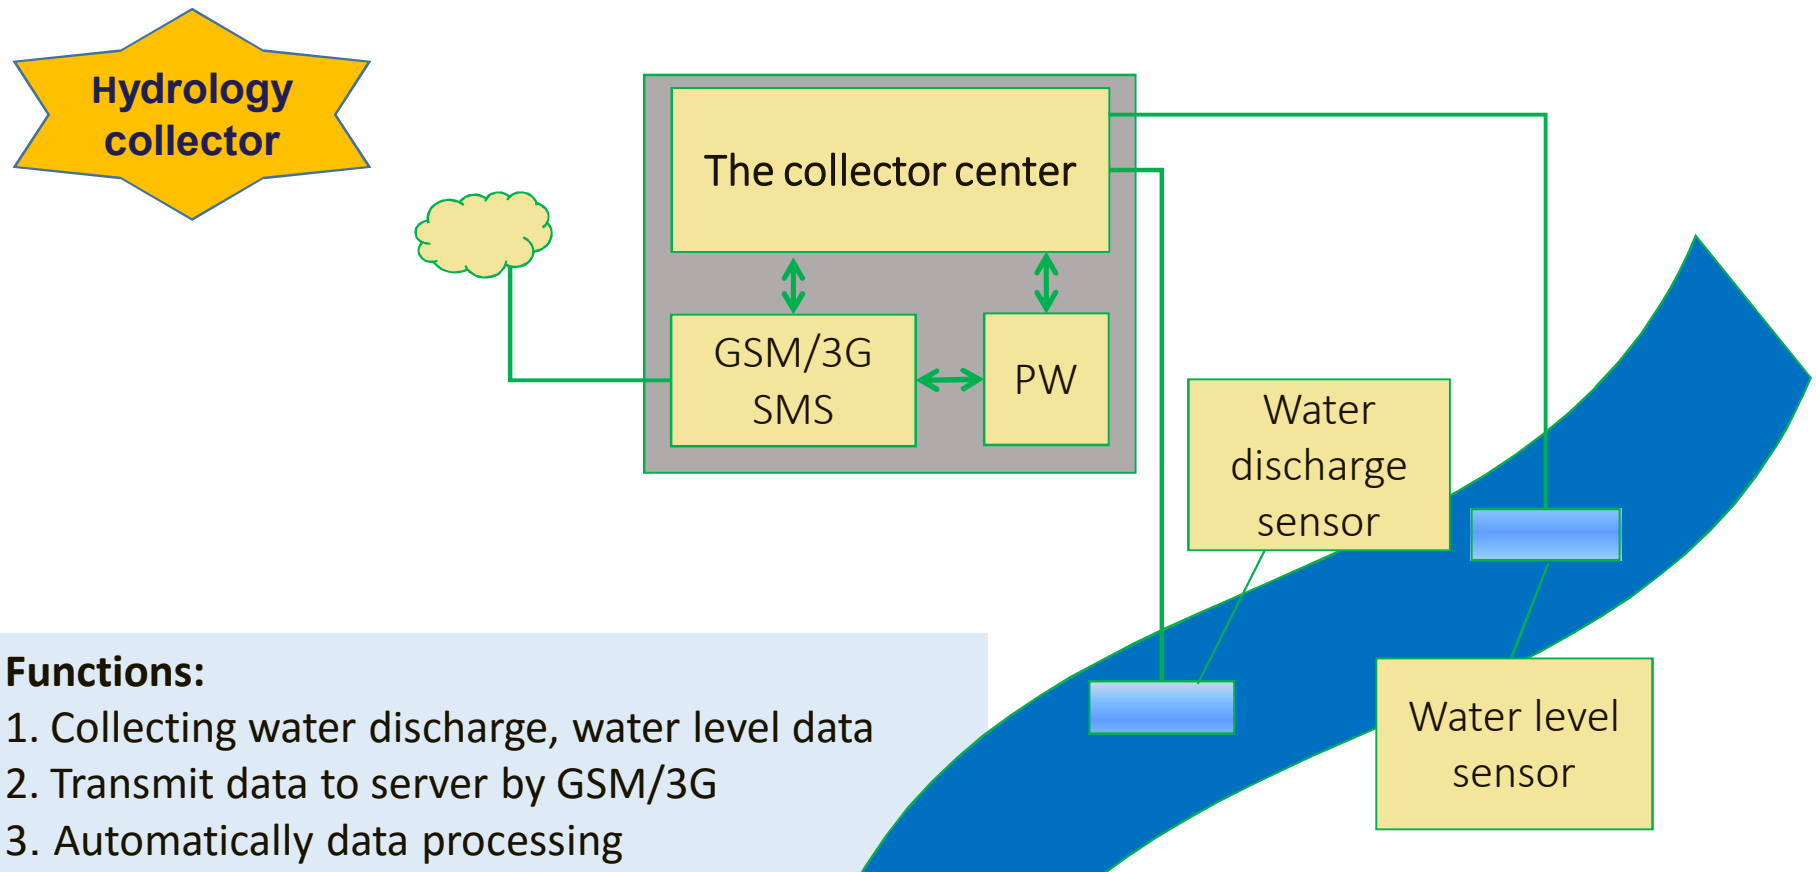 Hydrology
collector
The collector center
GSM/3G
SMS
PW
Water
discharge
sensor
Water level
sensor
Functions:
1. Collecting water discharge, water level data
2. Transmit data to server by GSM/3G
3. Automatically data processing